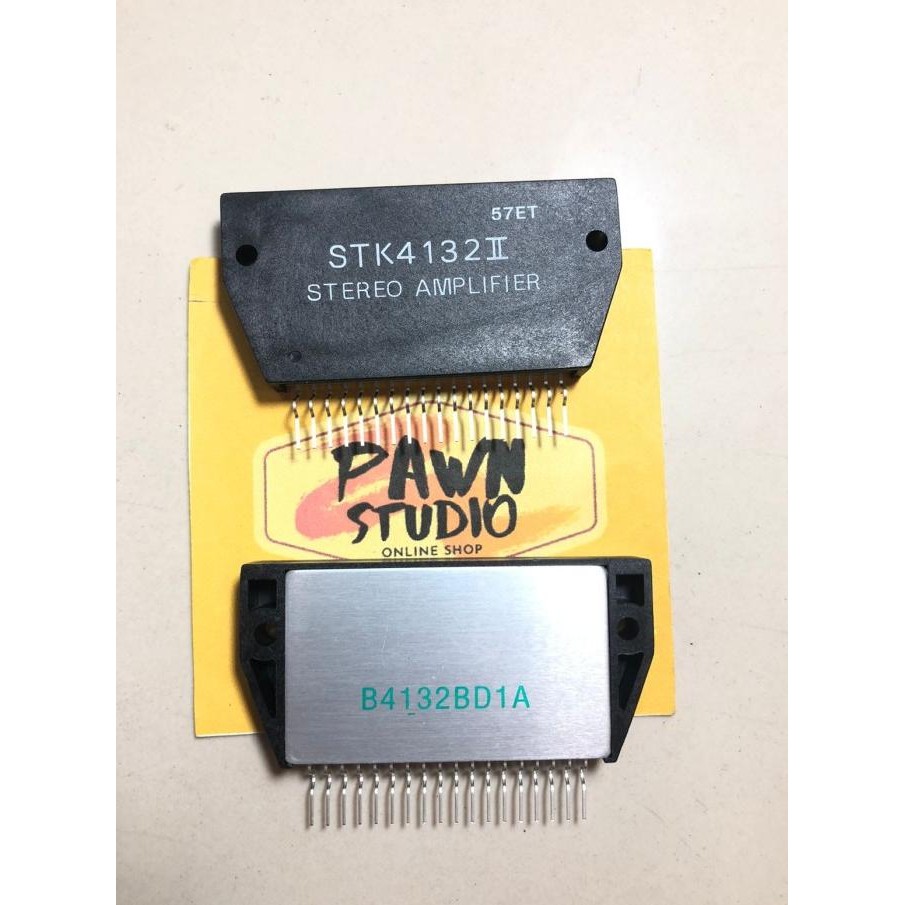 57ET
STK4132II
STEREO AMPLIFIER
PAWN
STUDIO
ONLINE SHOP
B4132BD1A